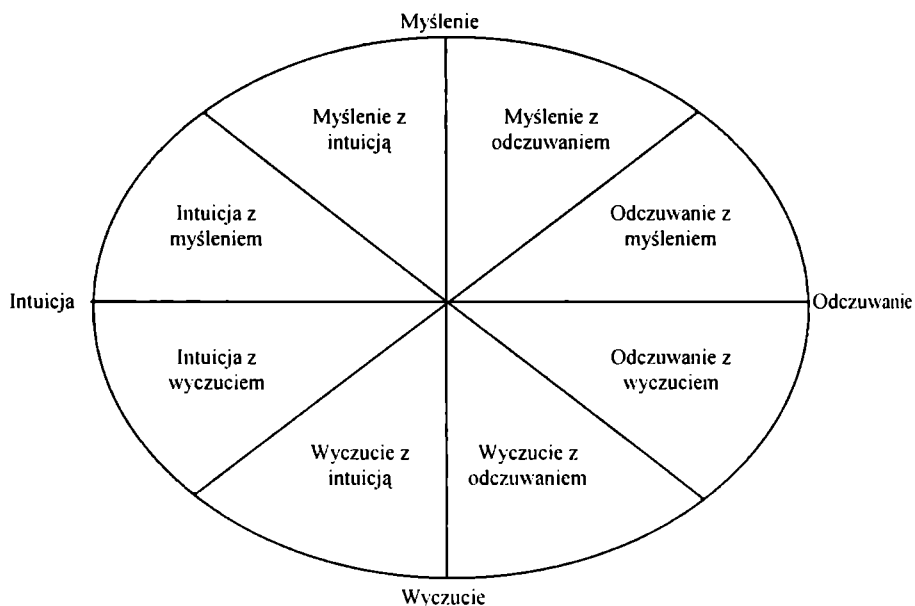 Myślenie
Myślenie z
intuicją
Myślenie z
odczuwaniem
Intuicja z
myśleniem
Odczuwanie z
myśleniem
Intuicja
Odczuwanie
Intuicja z
wyczuciem
Odczuwanie z
wyczuciem
Wyczucie z
intuicją
Wyczucie z
odczuwaniem
Wyczucie